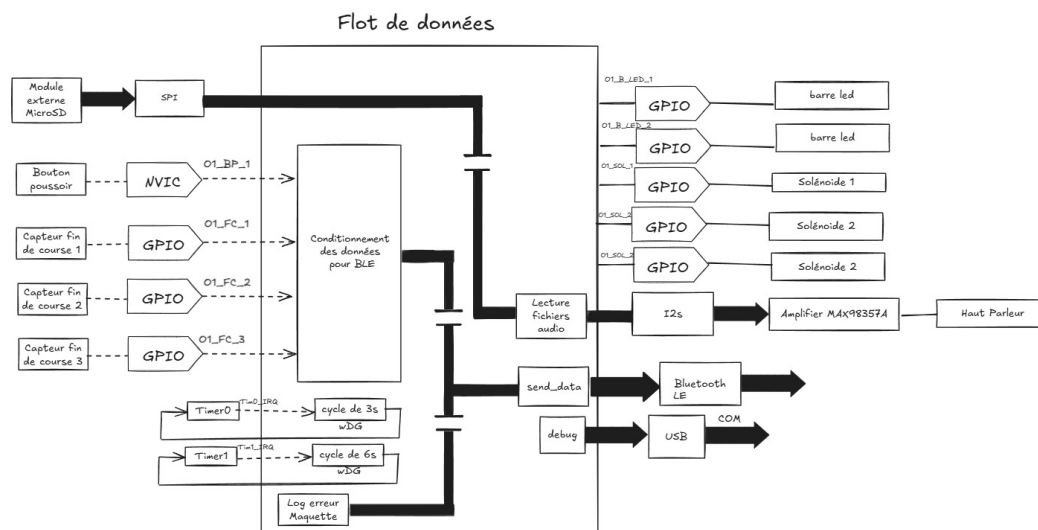 Flot de données
Module
externe
MicroSD
SPI
O1_B_LED_1
GPIO
barre led
O1_B_LED_2
GPIO
barre led
Bouton
poussoir
NVIC
O1_BP_1
O1_SOL_1
GPIO
Solénoide 1
Capteur fin
de course 1
GPIO
O1_FC_1
Conditionnement
des données
pour BLE
O1_SOL_2
GPIO
Solénoide 2
O1_SOL_2
GPIO
Solénoide 2
Capteur fin
de course 2
GPIO
O1_FC_2
Lecture
fichiers
audio
I2s
Amplifier MAX98357A
Haut Parleur
Capteur fin
de course 3
GPIO
O1_FC_3
send_data
Bluetooth
LE
Timer0
Tim0_IRQ
cycle de 3s
WDG
debug
USB
COM
Timer1
Tim1_IRQ
cycle de 6s
WDG
Log erreur
Maquette